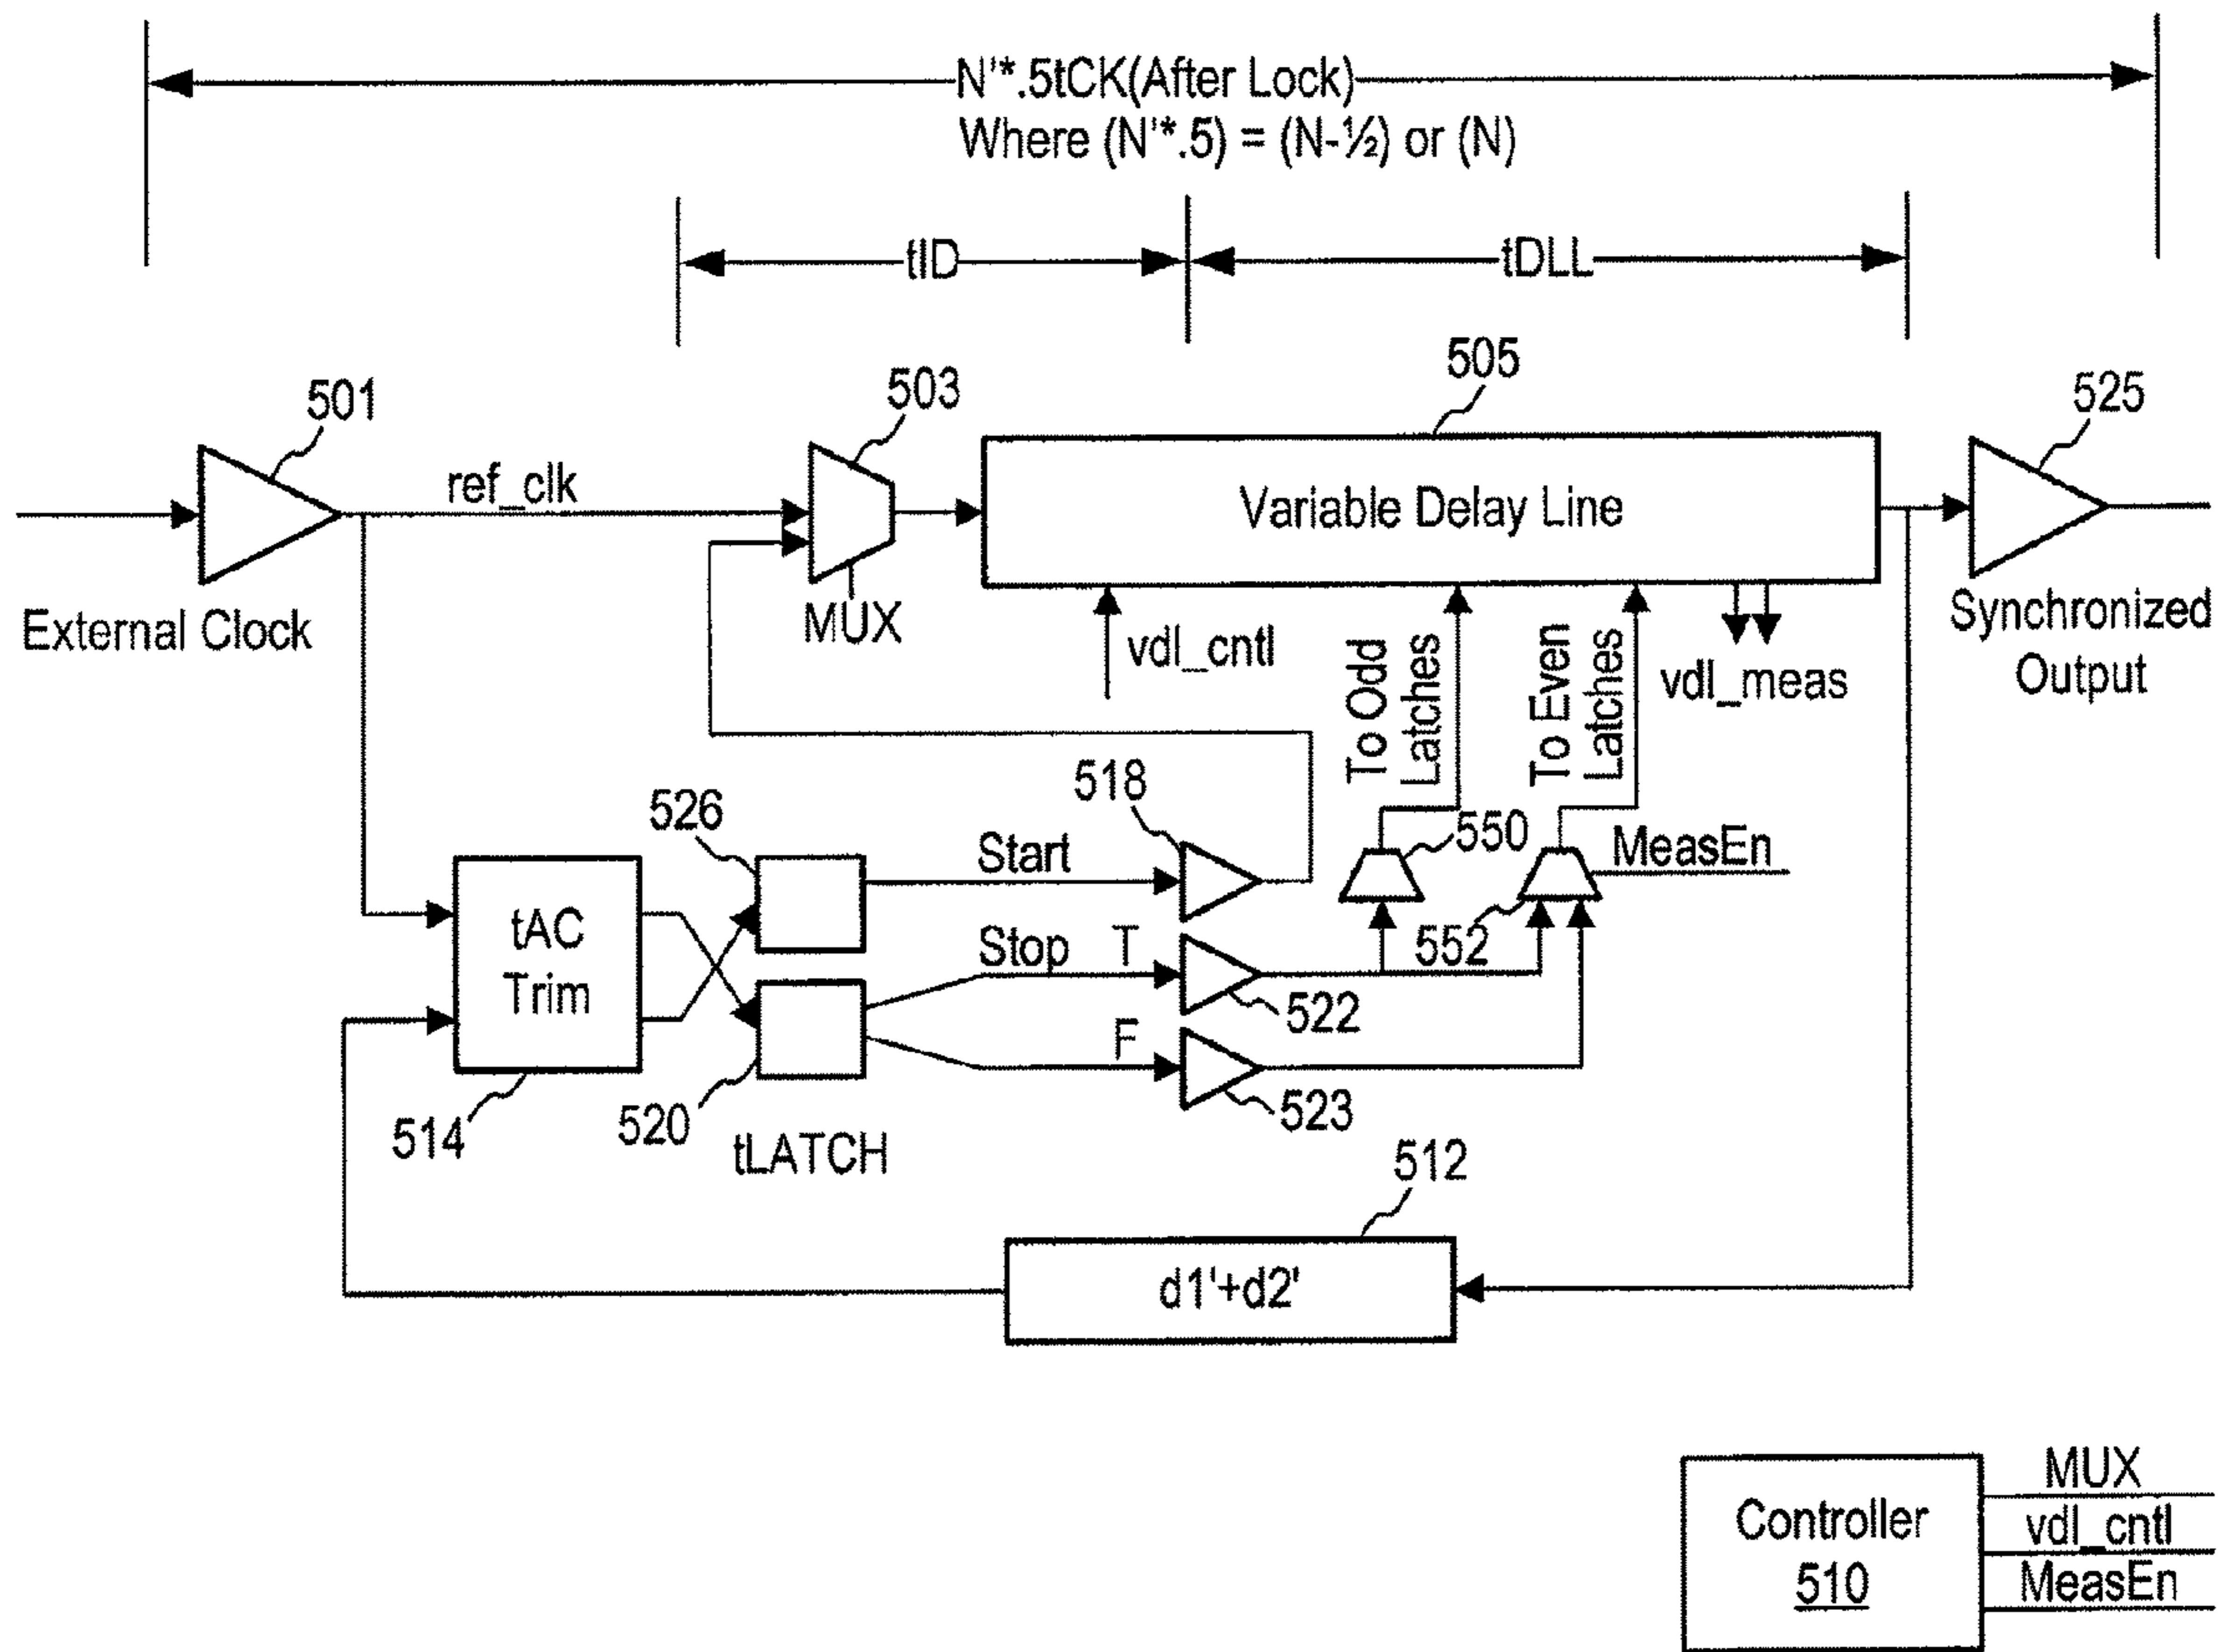 N'*.5tCK(After Lock)
Where (N'*.5) = (N-½) or (N)
tID
tDLL
501
503
505
525
ref_clk
Variable Delay Line
External Clock
MUX
vdl_cntl
To Odd
Latches
To Even
Latches
vdl_meas
Synchronized
Output
526
518
550
Start
MeasEn
tAC
Trim
Stop
T
552
522
F
514
520
523
tLATCH
512
d1'+d2'
Controller
510
MUX
vdl_cntl
MeasEn